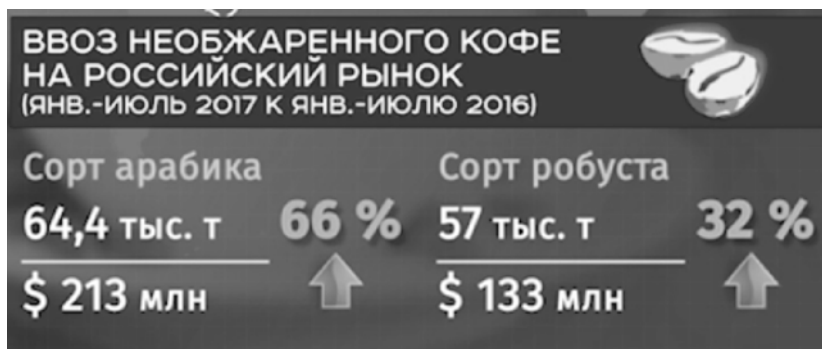 ВВОЗ НЕОБЖАРЕННОГО КОФЕ
НА РОССИЙСКИЙ РЫНОК
(ЯНВ.-ИЮЛЬ 2017 К ЯНВ.-ИЮЛЮ 2016)
Сорт арабика
64,4 тыс. т
66 %
$ 213 млн
Сорт робуста
57 тыс. т
32 %
$ 133 млн